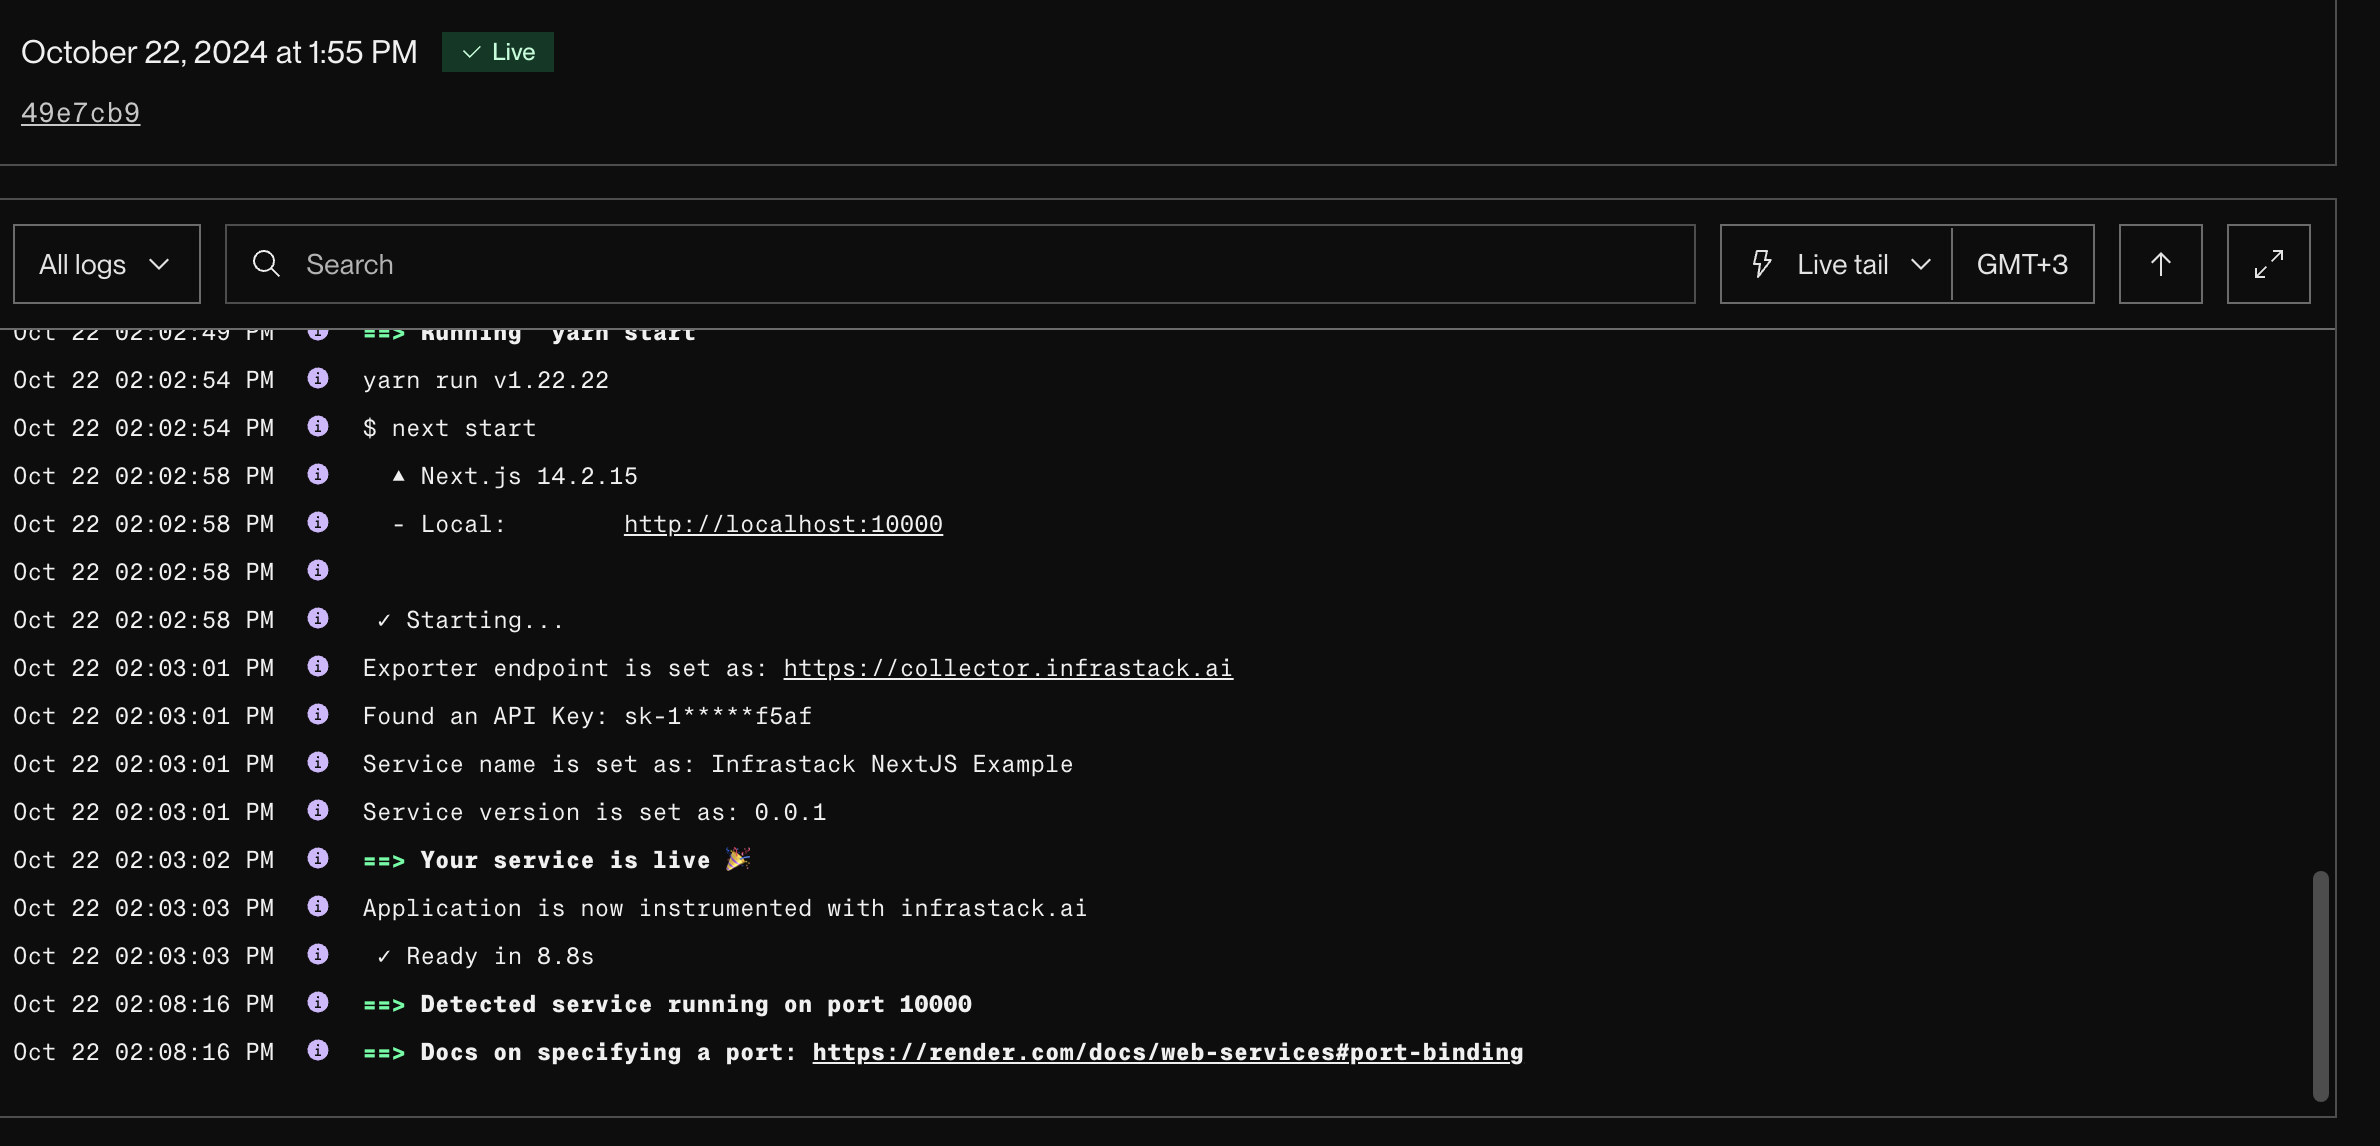 October 22, 2024 at 1:55 PM ✓ Live
49e7cb9
All logs Search Live tail GMT+3
Oct 22 02:02:49 PM ==> Running 'yarn start'
Oct 22 02:02:54 PM yarn run v1.22.22
Oct 22 02:02:54 PM $ next start
Oct 22 02:02:58 PM ▲ Next.js 14.2.15
Oct 22 02:02:58 PM - Local: http://localhost:10000
Oct 22 02:02:58 PM
Oct 22 02:02:58 PM ✓ Starting...
Oct 22 02:03:01 PM Exporter endpoint is set as: https://collector.infrastack.ai
Oct 22 02:03:01 PM Found an API Key: sk-1*****f5af
Oct 22 02:03:01 PM Service name is set as: Infrastack NextJS Example
Oct 22 02:03:01 PM Service version is set as: 0.0.1
Oct 22 02:03:02 PM ==> Your service is live 🎉
Oct 22 02:03:03 PM Application is now instrumented with infrastack.ai
Oct 22 02:03:03 PM ✓ Ready in 8.8s
Oct 22 02:08:16 PM ==> Detected service running on port 10000
Oct 22 02:08:16 PM ==> Docs on specifying a port: https://render.com/docs/web-services#port-binding